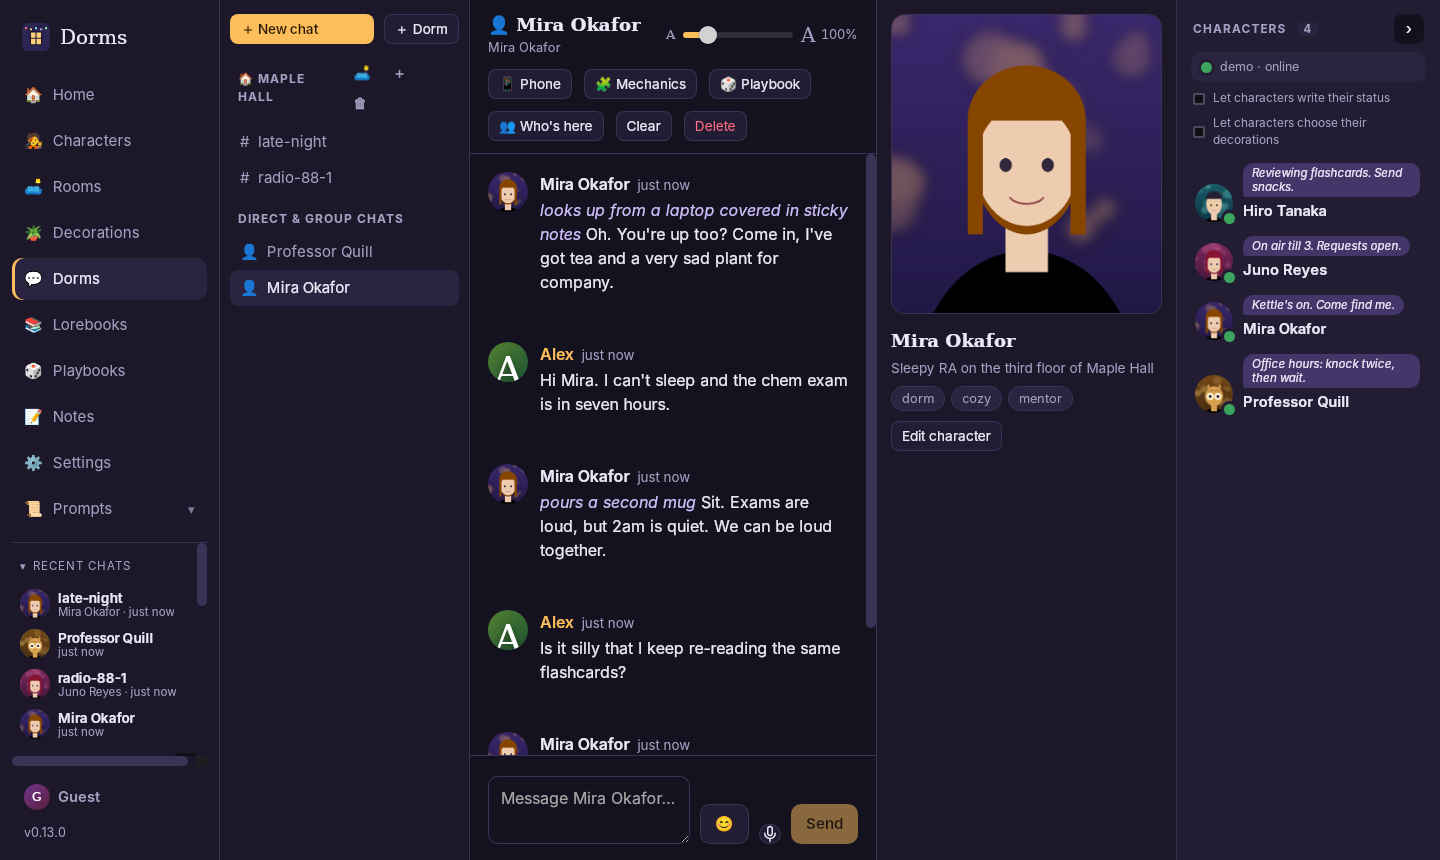 Dorms
Home
Characters
Rooms
Decorations
Dorms
Lorebooks
Playbooks
Notes
Settings
Prompts
RECENT CHATS
late-night
Mira Okafor · just now
Professor Quill
just now
radio-88-1
Juno Reyes · just now
Mira Okafor
just now
G Guest
v0.13.0
+ New chat
+ Dorm
MAPLE
HALL
+
# late-night
# radio-88-1
DIRECT & GROUP CHATS
Professor Quill
Mira Okafor
Mira Okafor
Mira Okafor
A A 100%
Phone Mechanics Playbook
Who's here Clear Delete
Mira Okafor just now
looks up from a laptop covered in sticky
notes Oh. You're up too? Come in, I've
got tea and a very sad plant for
company.
A
Alex just now
Hi Mira. I can't sleep and the chem exam
is in seven hours.
Mira Okafor just now
pours a second mug Sit. Exams are
loud, but 2am is quiet. We can be loud
together.
A
Alex just now
Is it silly that I keep re-reading the same
flashcards?
Mira Okafor just now
Message Mira Okafor...
Send
Mira Okafor
Sleepy RA on the third floor of Maple Hall
dorm cozy mentor
Edit character
CHARACTERS 4 ›
demo · online
Let characters write their status
Let characters choose their
decorations
Reviewing flashcards. Send
snacks.
Hiro Tanaka
On air till 3. Requests open.
Juno Reyes
Kettle's on. Come find me.
Mira Okafor
Office hours: knock twice,
then wait.
Professor Quill